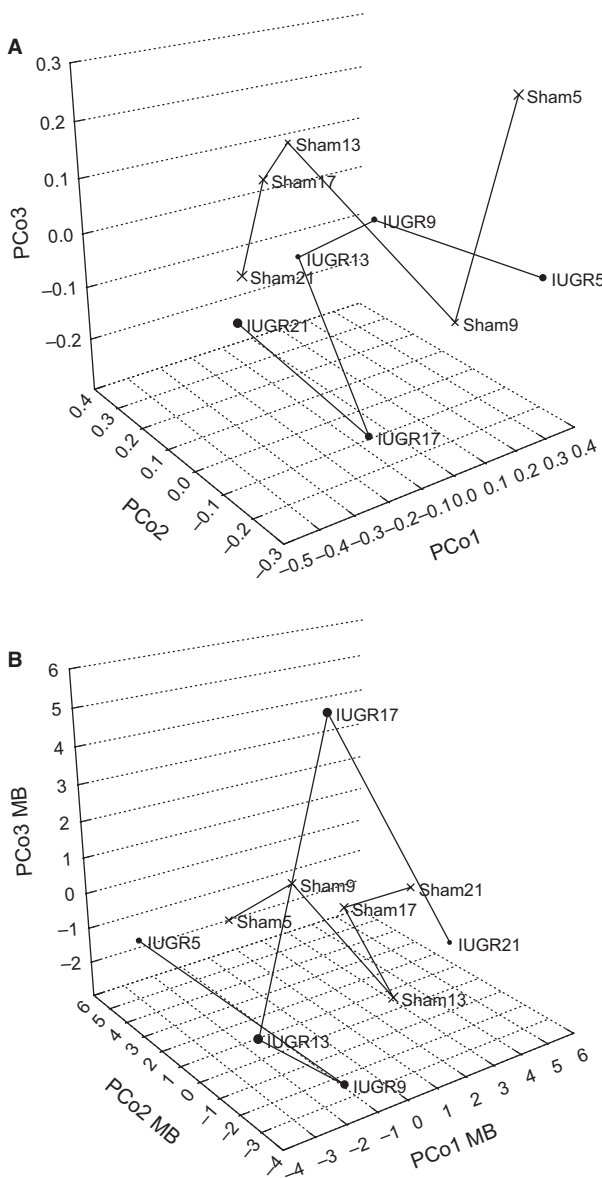 A
PCo3
0.3
0.2
0.1
0.0
–0.1
–0.2
Sham5
Sham13
Sham17
IUGR9
IUGR13
Sham21
IUGR5
IUGR21
Sham9
IUGR17
0.4
0.3
0.2
0.1
0.0
–0.1
–0.2
–0.3
PCo2
–0.5 –0.4 –0.3 –0.2 –0.1 0.0 0.1 0.2 0.3 0.4
PCo1
B
PCo3 MB
6
5
4
3
2
1
0
–1
–2
IUGR17
Sham9
Sham21
Sham5
Sham17
IUGR5
IUGR21
Sham13
IUGR13
IUGR9
6
5
4
3
2
1
0
–1
–2
–3
–4
PCo2 MB
–4 –3 –2 –1 0 1 2 3 4 5 6
PCo1 MB